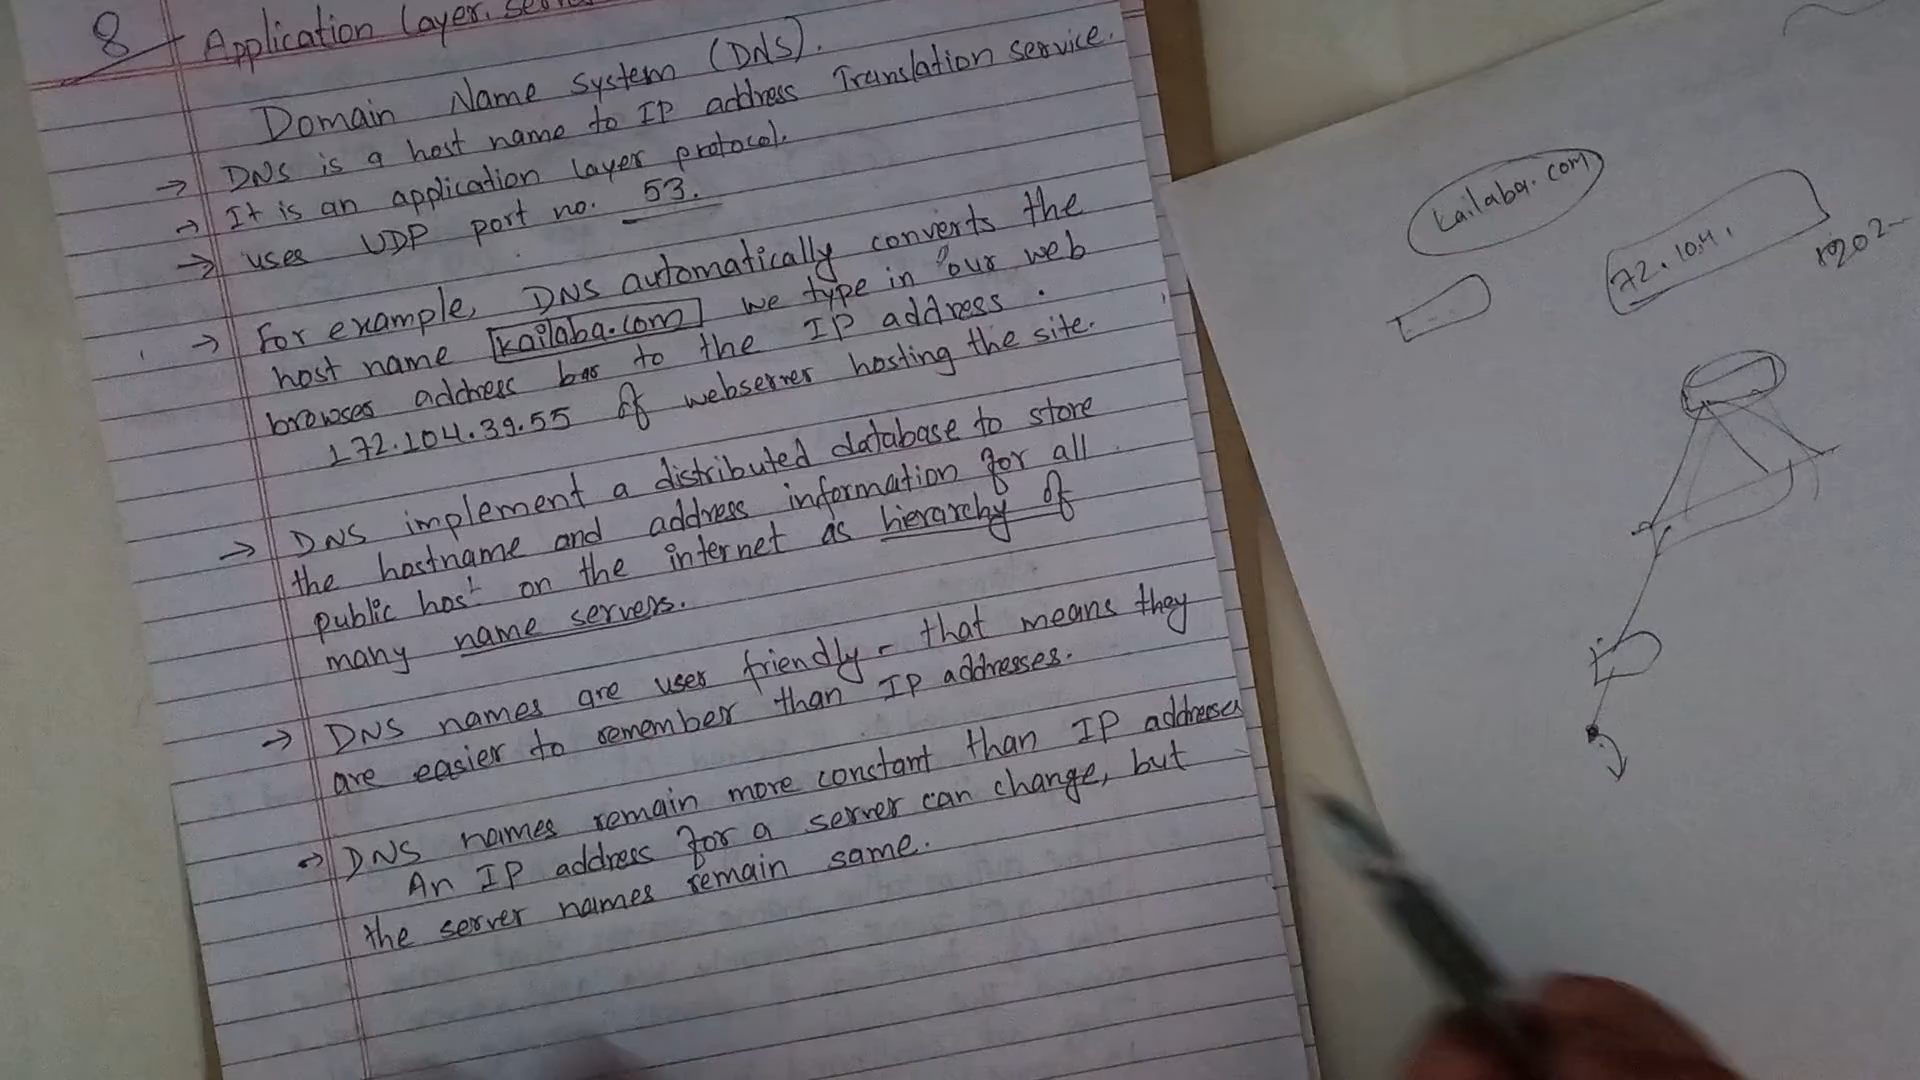 8 Application Layer
Domain Name System (DNS).
→ DNS is a host name to IP address Translation service.
→ It is an application layer protocol.
→ uses UDP port no. 53.
→ For example, DNS automatically converts the
host name kailaba.com we type in our web
browser address bar to the IP address.
172.104.39.55 of webserver hosting the site.
→ DNS implement a distributed database to store
the hostname and address information for all
public host on the internet as hierarchy of
many name servers.
→ DNS names are user friendly - that means they
are easier to remember than IP addresses.
→ DNS names remain more constant than IP addresses
An IP address for a server can change, but
the server names remain same.
kailaba.com
72.104.